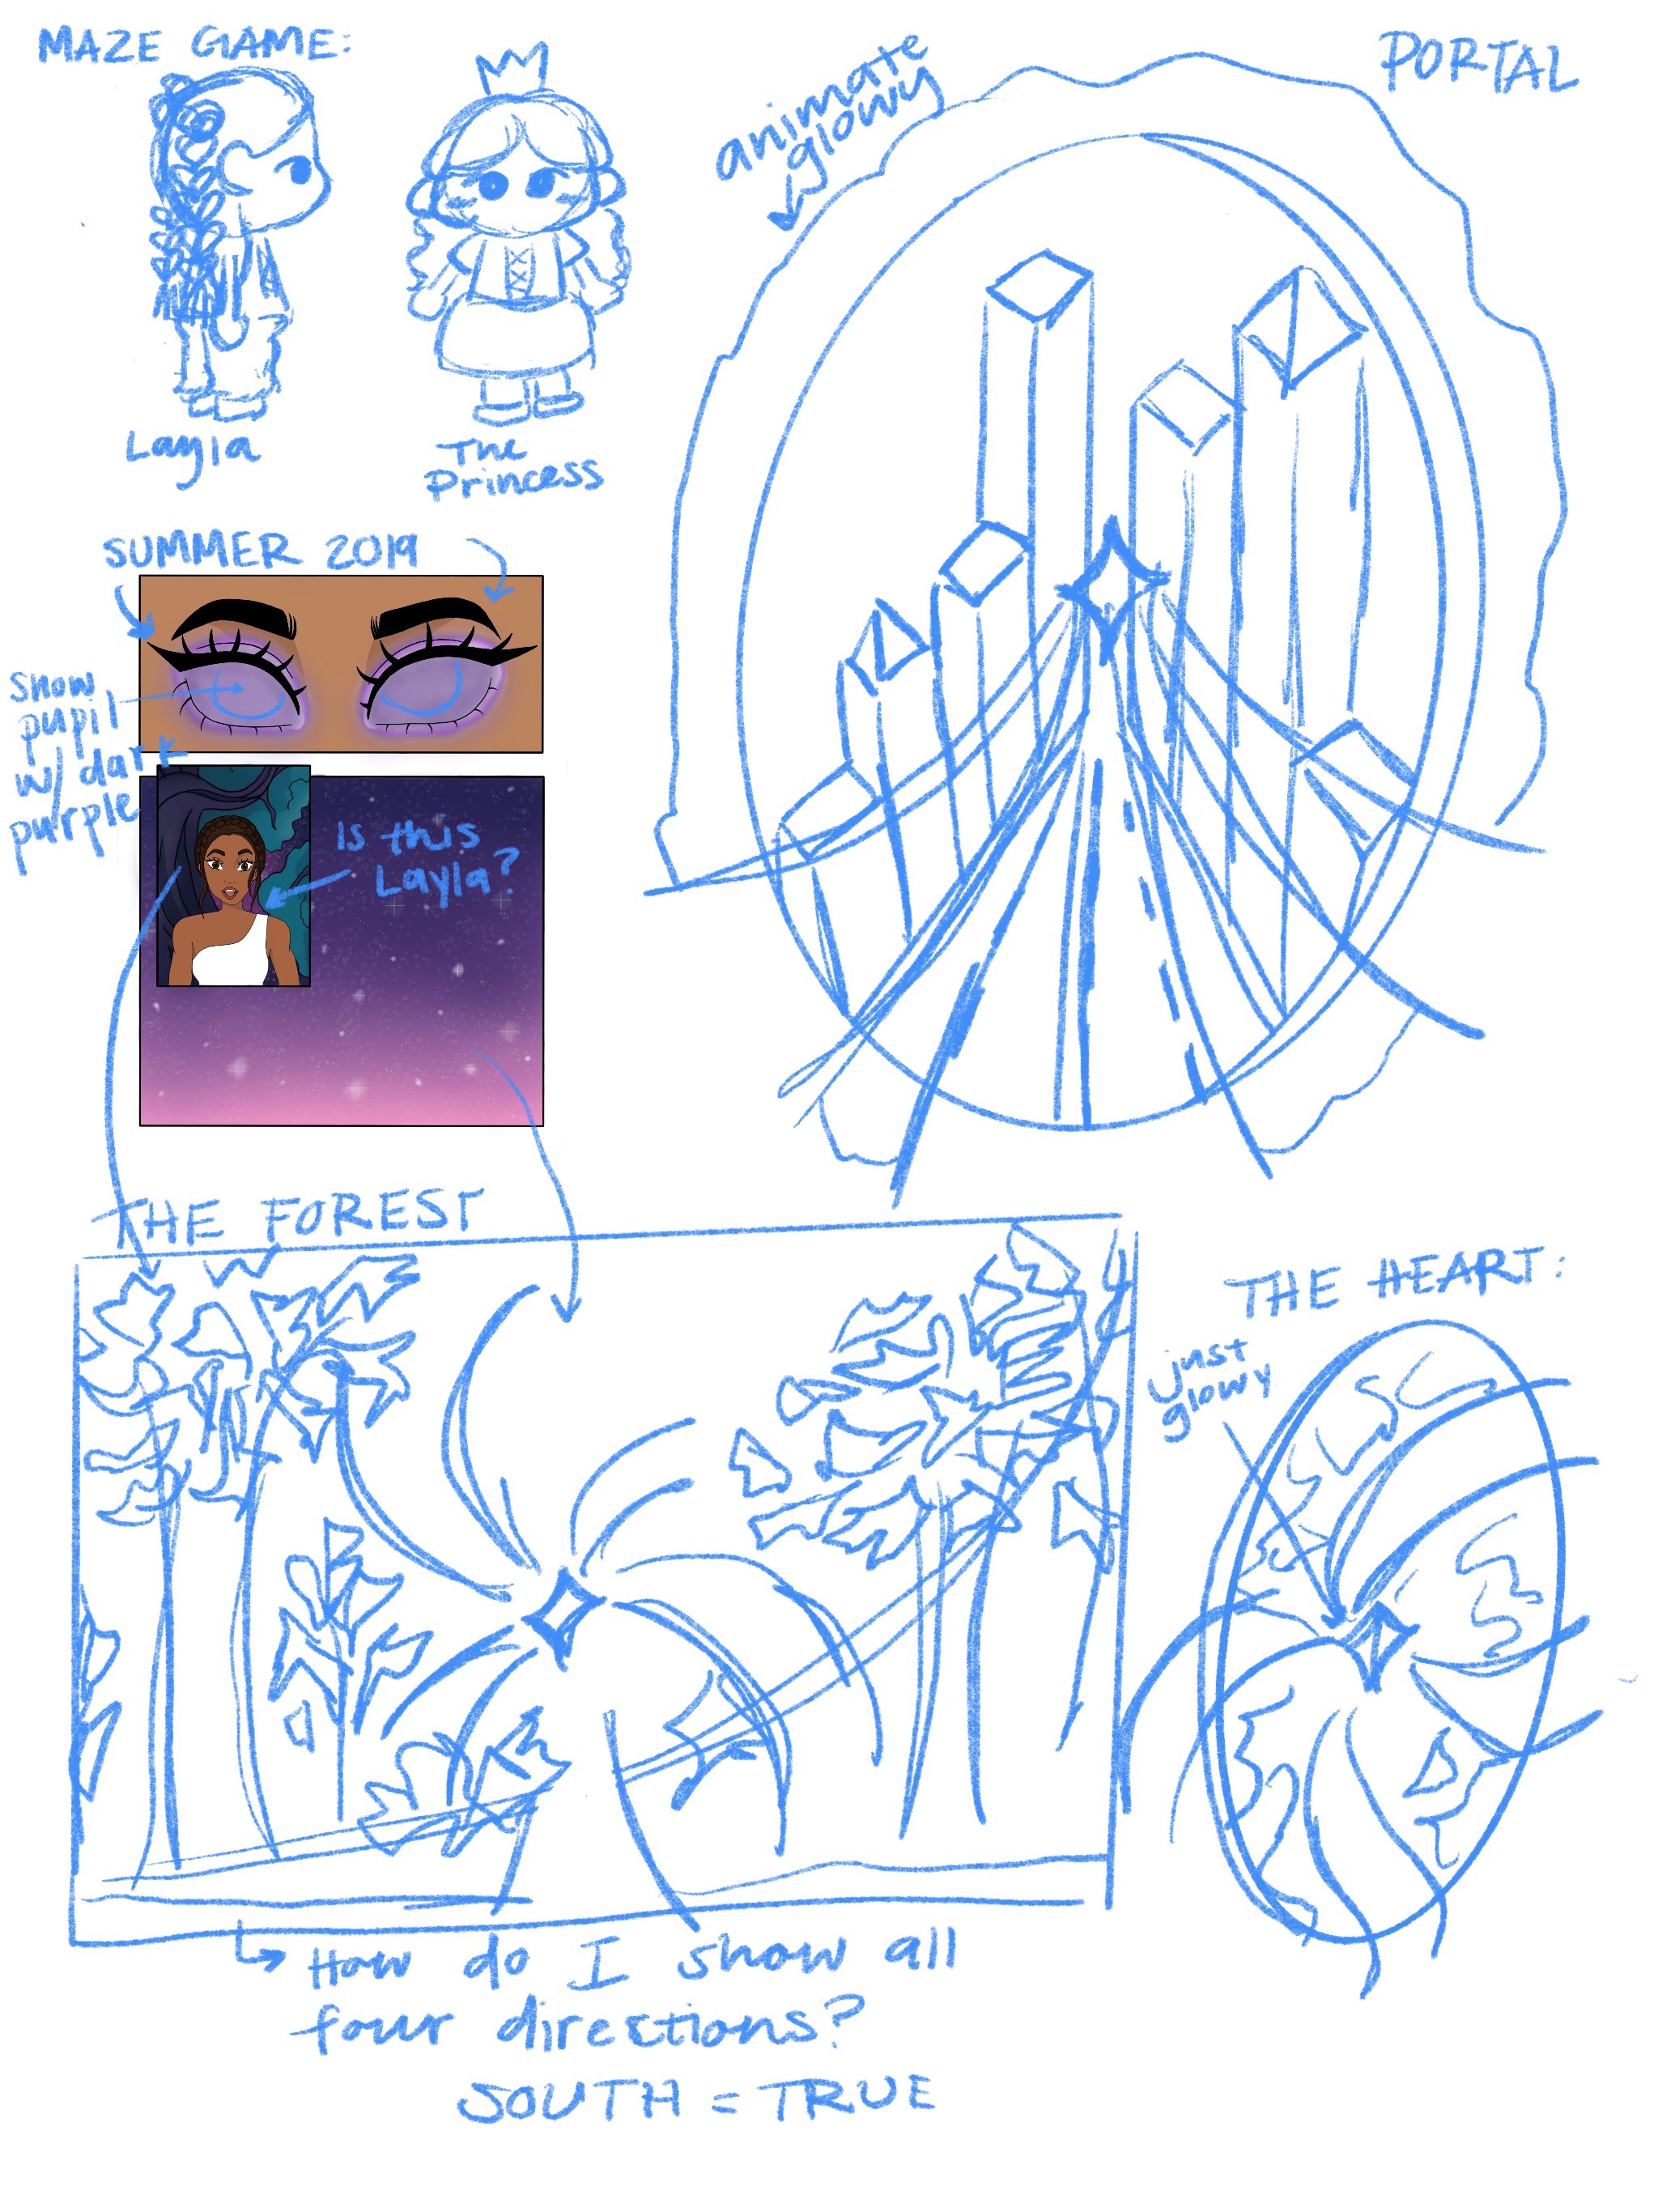 MAZE GAME:
Layla
The
Princess
animate
glowy
PORTAL
SUMMER 2019
show
pupil
w/ dark
purple
Is this
Layla?
THE FOREST
THE HEART:
just
glowy
How do I show all
four directions?
SOUTH = TRUE